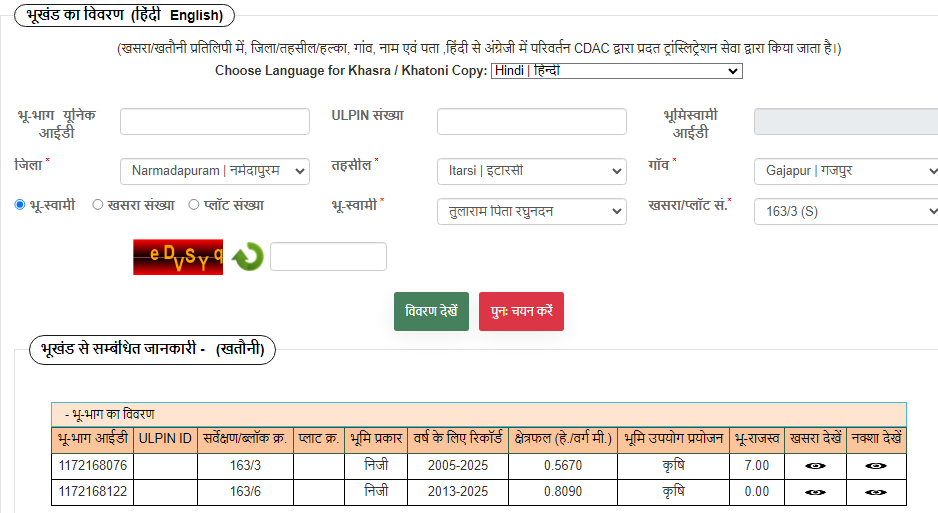 भूखंड का विवरण (हिंदी English)
(खसरा/खतौनी प्रतिलिपी में, जिला/तहसील/हल्का, गांव, नाम एवं पता ,हिंदी से अंग्रेजी में परिवर्तन CDAC द्वारा प्रदत ट्रांस्लिट्रेशन सेवा द्वारा किया जाता है।)
Choose Language for Khasra / Khatoni Copy: Hindi | हिन्दी
भू-भाग यूनिक आईडी
ULPIN संख्या
भूमिस्वामी आईडी
जिला * Narmadapuram | नर्मदापुरम तहसील * Itarsi | इटारसी गाँव * Gajapur | गजपुर
भू-स्वामी खसरा संख्या प्लॉट संख्या भू-स्वामी * तुलाराम पिता रघुनदन खसरा/प्लॉट सं.* 163/3 (S)
eDVSYq
विवरण देखें पुनः चयन करें
भूखंड से सम्बंधित जानकारी - (खतौनी)
- भू-भाग का विवरण
भू-भाग आईडी ULPIN ID सर्वेक्षण/ब्लॉक क्र. प्लाट क्र. भूमि प्रकार वर्ष के लिए रिकॉर्ड क्षेत्रफल (हे./वर्ग मी.) भूमि उपयोग प्रयोजन भू-राजस्व खसरा देखें नक्शा देखें
1172168076 163/3 निजी 2005-2025 0.5670 कृषि 7.00
1172168122 163/6 निजी 2013-2025 0.8090 कृषि 0.00